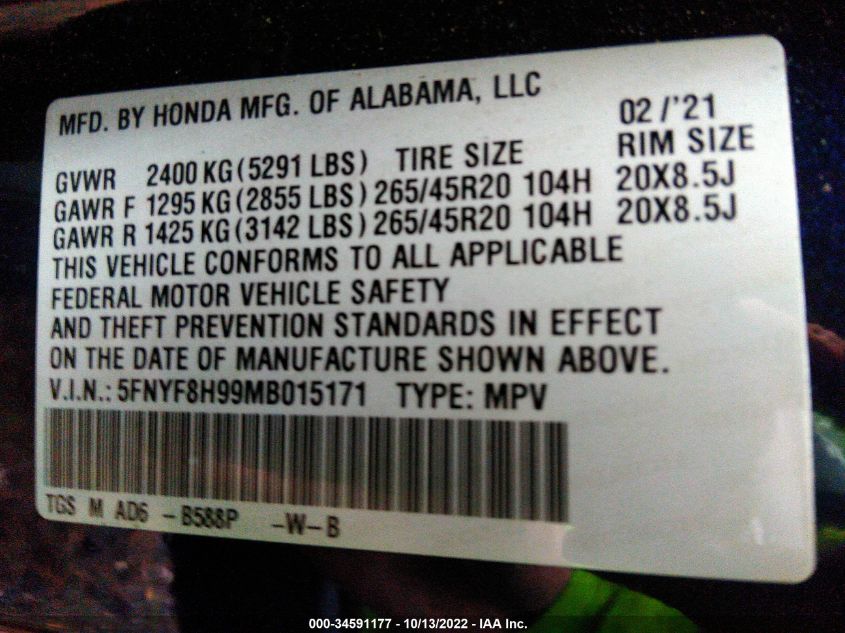 MFD. BY HONDA MFG. OF ALABAMA, LLC 02/'21
GVWR 2400 KG (5291 LBS) TIRE SIZE RIM SIZE
GAWR F 1295 KG (2855 LBS) 265/45R20 104H 20X8.5J
GAWR R 1425 KG (3142 LBS) 265/45R20 104H 20X8.5J
THIS VEHICLE CONFORMS TO ALL APPLICABLE
FEDERAL MOTOR VEHICLE SAFETY
AND THEFT PREVENTION STANDARDS IN EFFECT
ON THE DATE OF MANUFACTURE SHOWN ABOVE.
V.I.N.: 5FNYF8H99MB015171 TYPE: MPV
TGS M AD6 -B588P -W-B
000-34591177 - 10/13/2022 - IAA Inc.